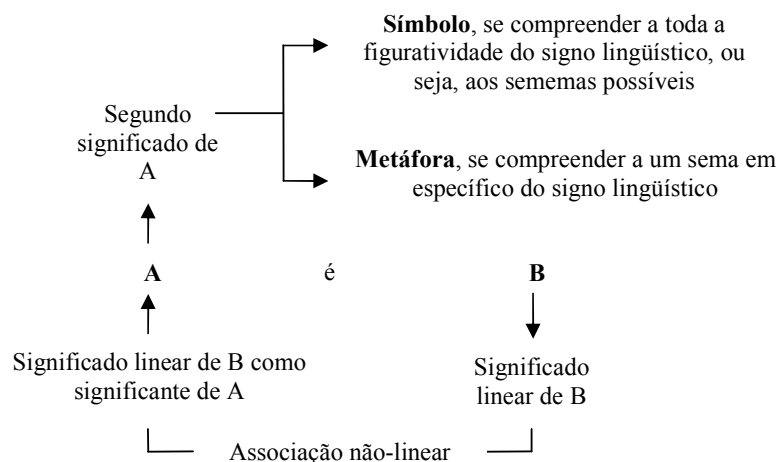 Símbolo, se compreender a toda a
figuratividade do signo lingüístico, ou
seja, aos sememas possíveis
Segundo
significado de
A
Metáfora, se compreender a um sema em
específico do signo lingüístico
A é B
Significado linear de B como
significante de A
Significado
linear de B
Associação não-linear